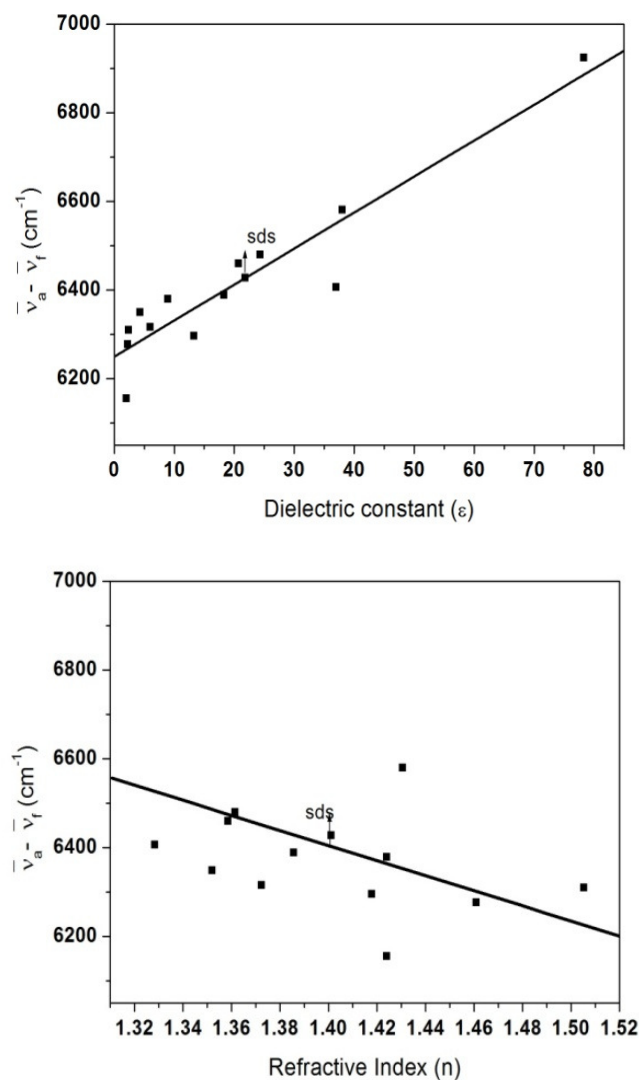 7000
6800
6600
6400
6200
ν̅a - ν̅f (cm-1)
sds
0 10 20 30 40 50 60 70 80
Dielectric constant (ε)
7000
6800
6600
6400
6200
ν̅a - ν̅f (cm-1)
sds
1.32 1.34 1.36 1.38 1.40 1.42 1.44 1.46 1.48 1.50 1.52
Refractive Index (n)